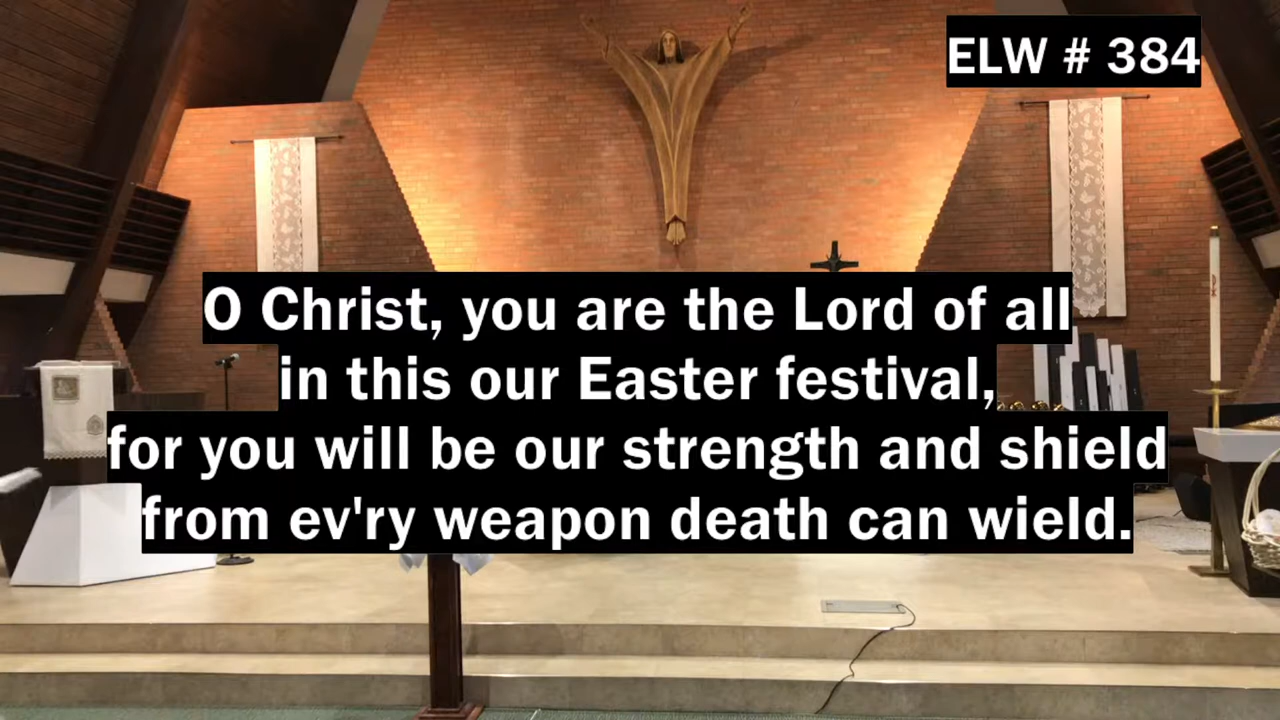 ELW # 384
O Christ, you are the Lord of all
in this our Easter festival,
for you will be our strength and shield
from ev'ry weapon death can wield.